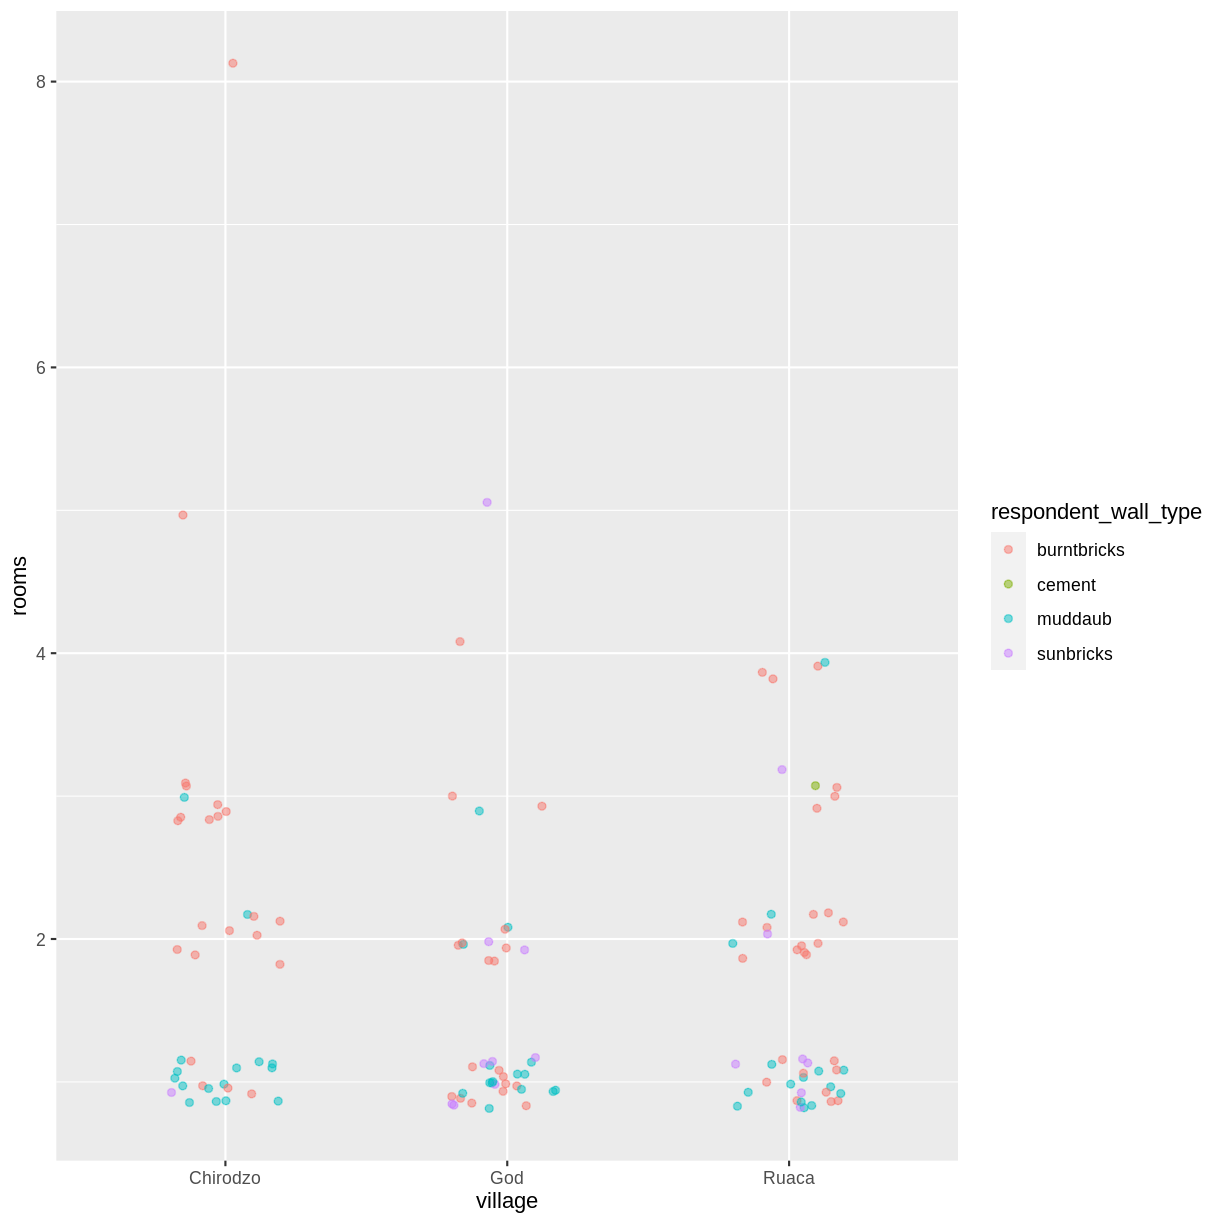 8
6
4
2
rooms
Chirodzo God Ruaca
village
respondent_wall_type
burntbricks
cement
muddaub
sunbricks